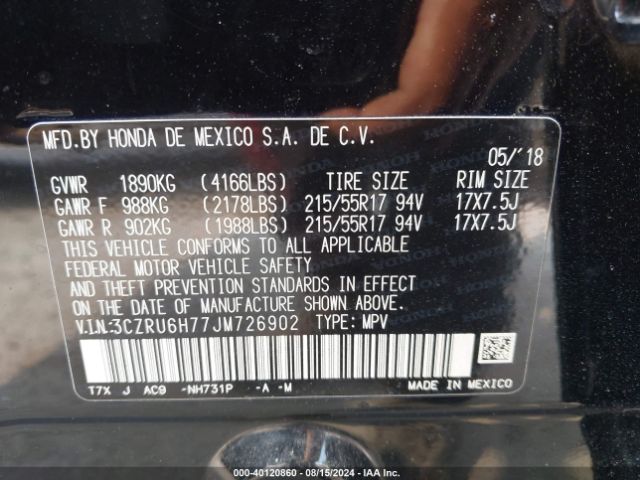 MFD.BY HONDA DE MEXICO S.A. DE C.V.
05/'18
GVWR 1890KG (4166LBS) TIRE SIZE RIM SIZE
GAWR F 988KG (2178LBS) 215/55R17 94V 17X7.5J
GAWR R 902KG (1988LBS) 215/55R17 94V 17X7.5J
THIS VEHICLE CONFORMS TO ALL APPLICABLE
FEDERAL MOTOR VEHICLE SAFETY
AND THEFT PREVENTION STANDARDS IN EFFECT
ON THE DATE OF MANUFACTURE SHOWN ABOVE.
V.I.N.:3CZRU6H77JM726902 TYPE: MPV
T7X J AC9 -NH731P -A -M MADE IN MEXICO
000-40120860 - 08/15/2024 - IAA Inc.